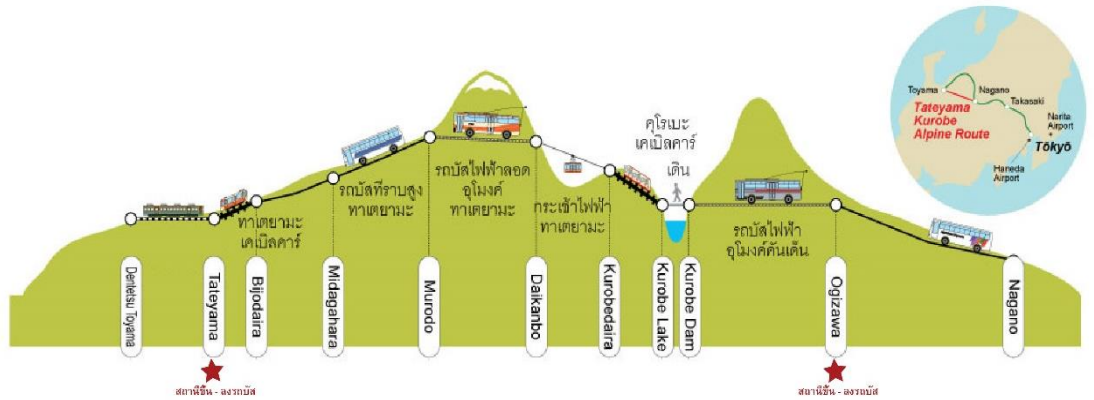 Toyama
Nagano
Takasaki
Tateyama
Kurobe
Alpine Route
Narita
Airport
Tōkyō
Haneda
Airport
คุโรเบะ
เคเบิลคาร์
เดิน
รถบัสไฟฟ้าลอด
อุโมงค์
ทาเตยามะ
รถบัสที่ราบสูง
ทาเตยามะ
กระเช้าไฟฟ้า
ทาเตยามะ
ทาเตยามะ
เคเบิลคาร์
รถบัสไฟฟ้า
อุโมงค์คันเด็น
Dentetsu Toyama
Tateyama
Bijodaira
Midagahara
Murodo
Daikanbo
Kurobedaira
Kurobe Lake
Kurobe Dam
Ogizawa
Nagano
สถานีขึ้น - ลงรถบัส
สถานีขึ้น - ลงรถบัส